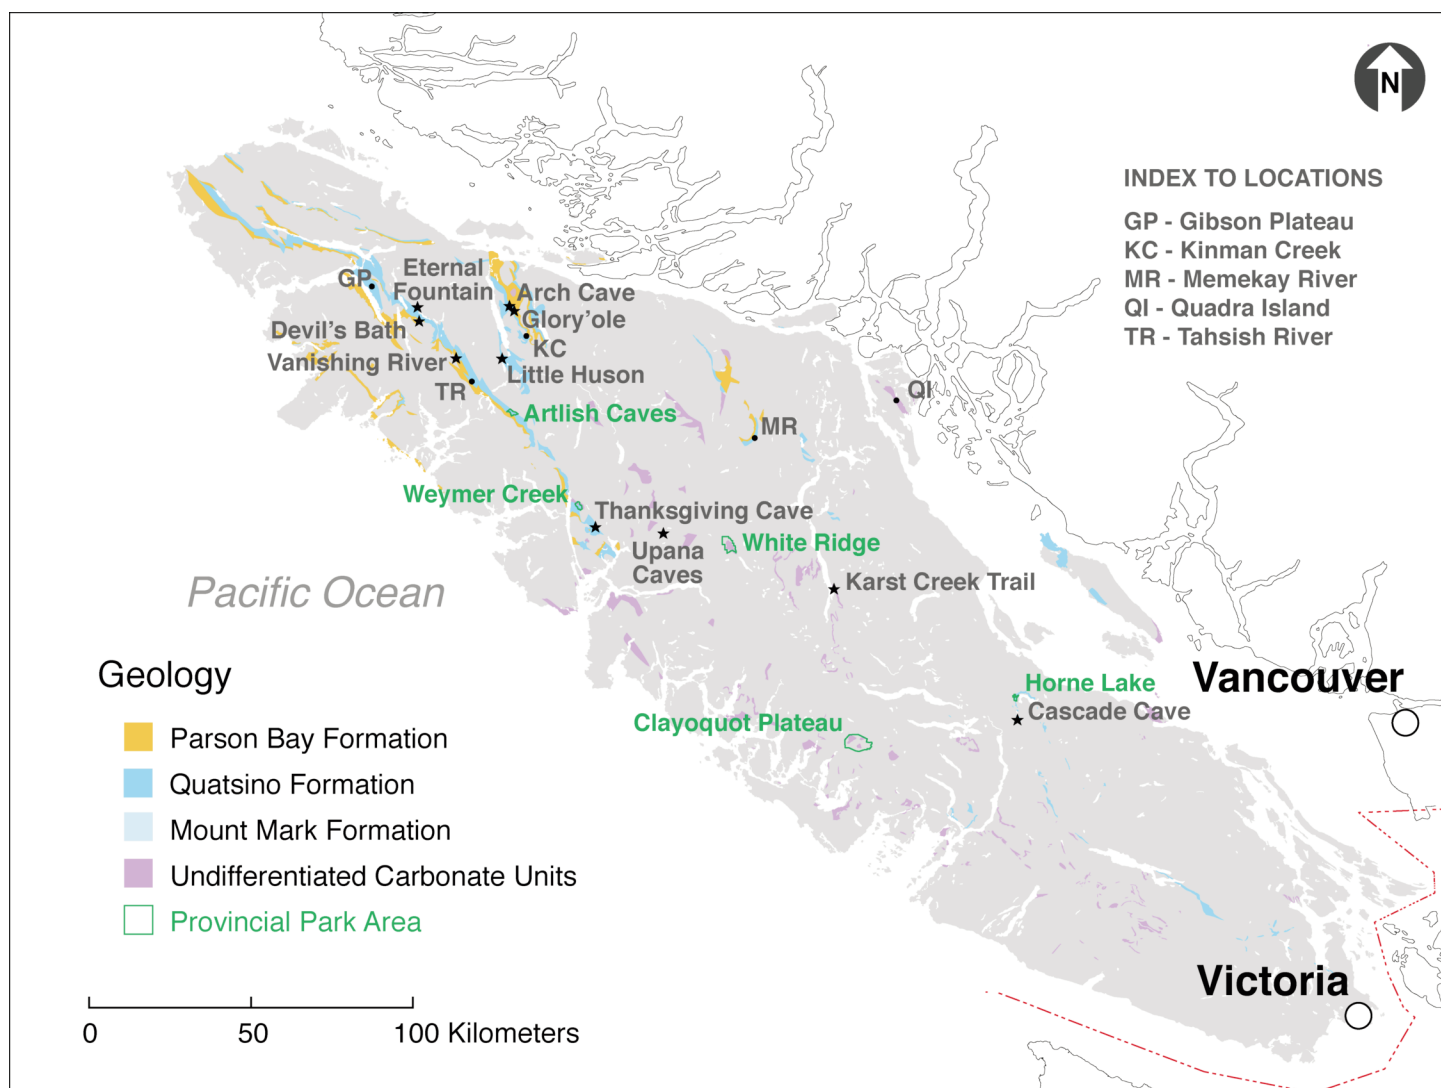 N
INDEX TO LOCATIONS
GP - Gibson Plateau
KC - Kinman Creek
MR - Memekay River
QI - Quadra Island
TR - Tahsish River
Eternal
Fountain
GP
Arch Cave
Glory'ole
Devil's Bath
KC
Vanishing River
Little Huson
TR
QI
Artlish Caves
MR
Weymer Creek
Thanksgiving Cave
White Ridge
Upana
Caves
Karst Creek Trail
Pacific Ocean
Horne Lake
Vancouver
Cascade Cave
Clayoquot Plateau
Geology
Parson Bay Formation
Quatsino Formation
Mount Mark Formation
Undifferentiated Carbonate Units
Provincial Park Area
Victoria
0 50 100 Kilometers